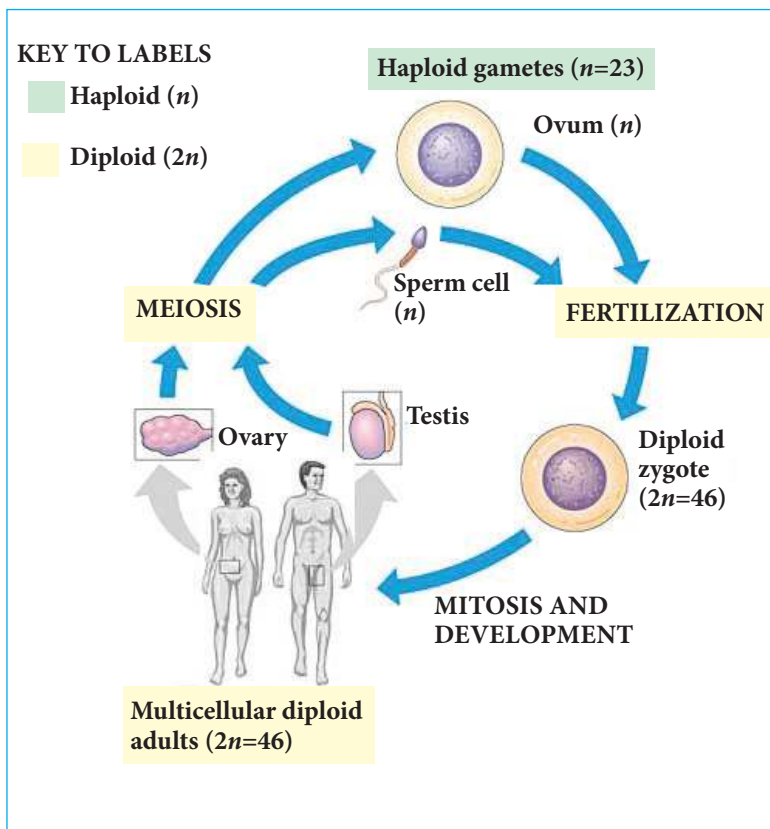 KEY TO LABELS
Haploid (n)
Diploid (2n)
Haploid gametes (n=23)
Ovum (n)
Sperm cell
(n)
MEIOSIS
FERTILIZATION
Ovary
Testis
Diploid
zygote
(2n=46)
MITOSIS AND
DEVELOPMENT
Multicellular diploid
adults (2n=46)